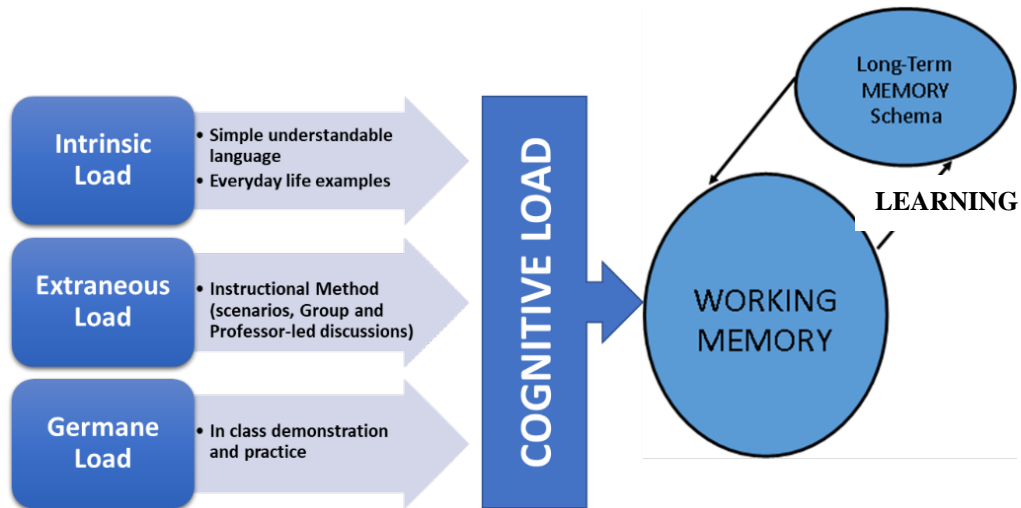 Intrinsic
Load
• Simple understandable
language
• Everyday life examples
Extraneous
Load
• Instructional Method
(scenarios, Group and
Professor-led discussions)
Germane
Load
• In class demonstration
and practice
COGNITIVE LOAD
WORKING
MEMORY
LEARNING
Long-Term
MEMORY
Schema